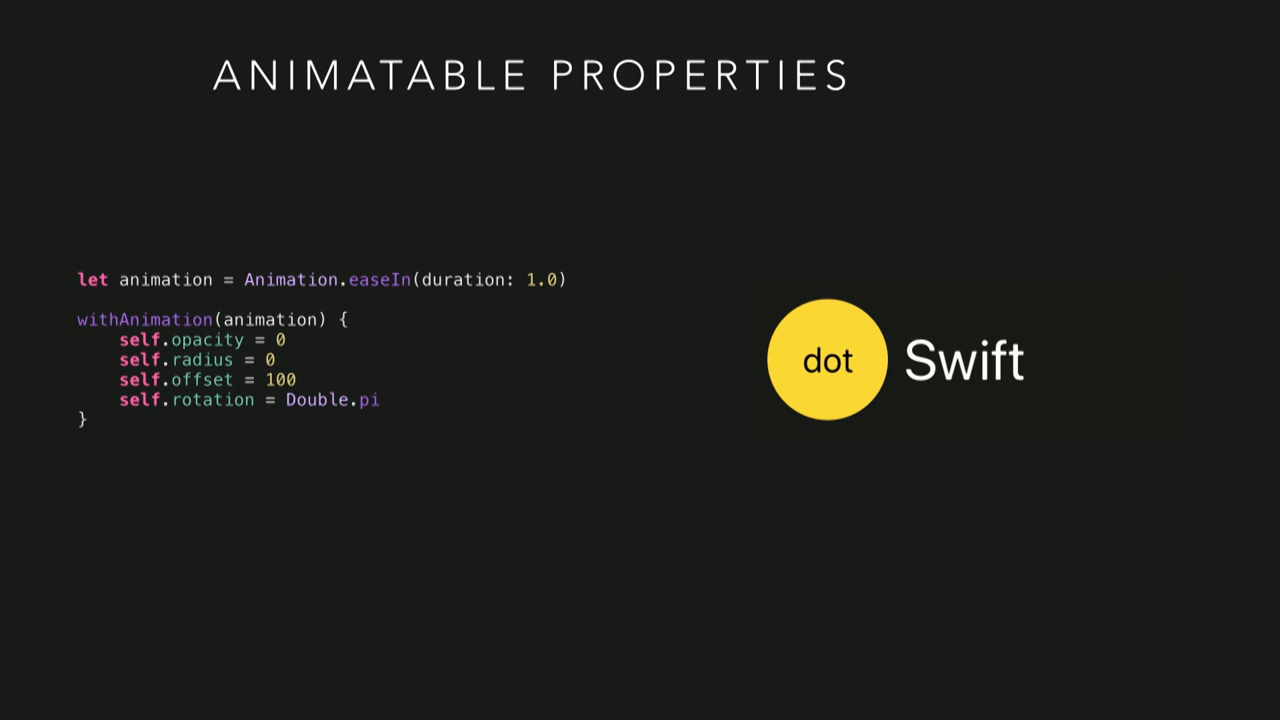 ANIMATABLE PROPERTIES
let animation = Animation.easeIn(duration: 1.0)
withAnimation(animation) {
    self.opacity = 0
    self.radius = 0
    self.offset = 100
    self.rotation = Double.pi
}
dot Swift